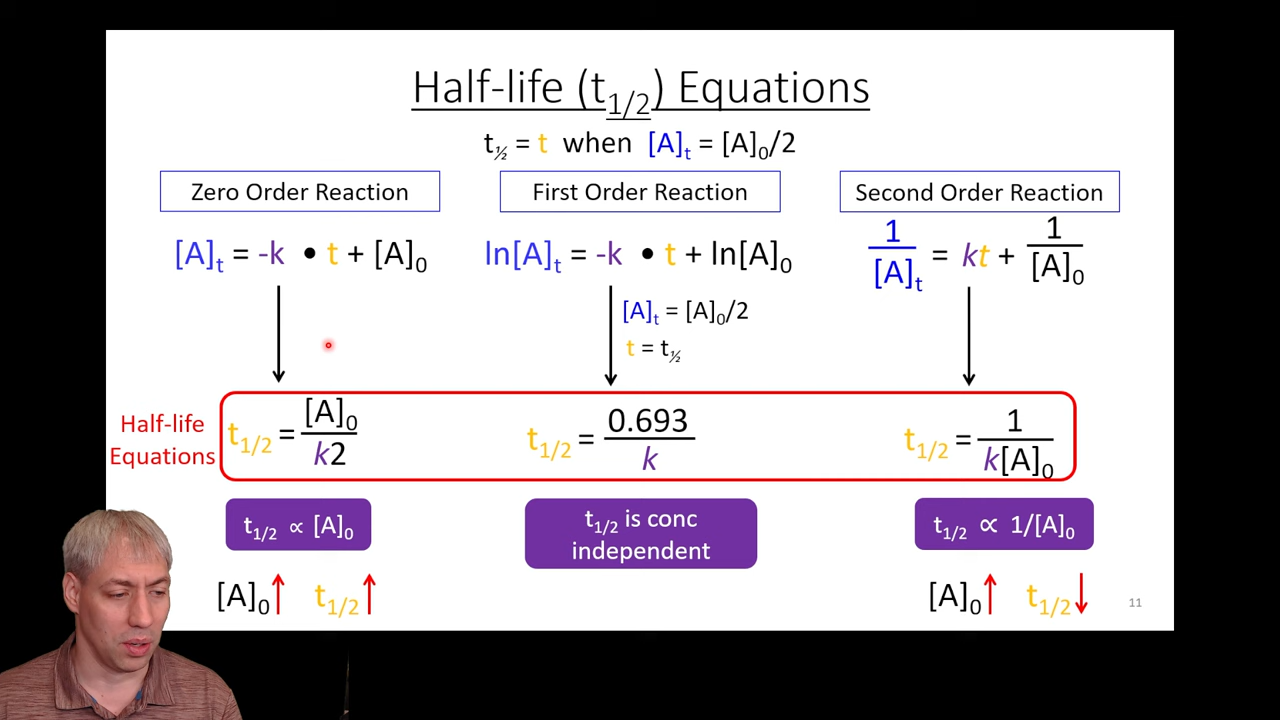 Half-life (t1/2) Equations
t½ = t when [A]t = [A]0/2
Zero Order Reaction
First Order Reaction
Second Order Reaction
[A]t = -k • t + [A]0
ln[A]t = -k • t + ln[A]0
1/[A]t = kt + 1/[A]0
[A]t = [A]0/2
t = t½
Half-life
Equations
t1/2 = [A]0/k2
t1/2 = 0.693/k
t1/2 = 1/k[A]0
t1/2 ∝ [A]0
t1/2 is conc
independent
t1/2 ∝ 1/[A]0
[A]0↑ t1/2↑
[A]0↑ t1/2↓
11